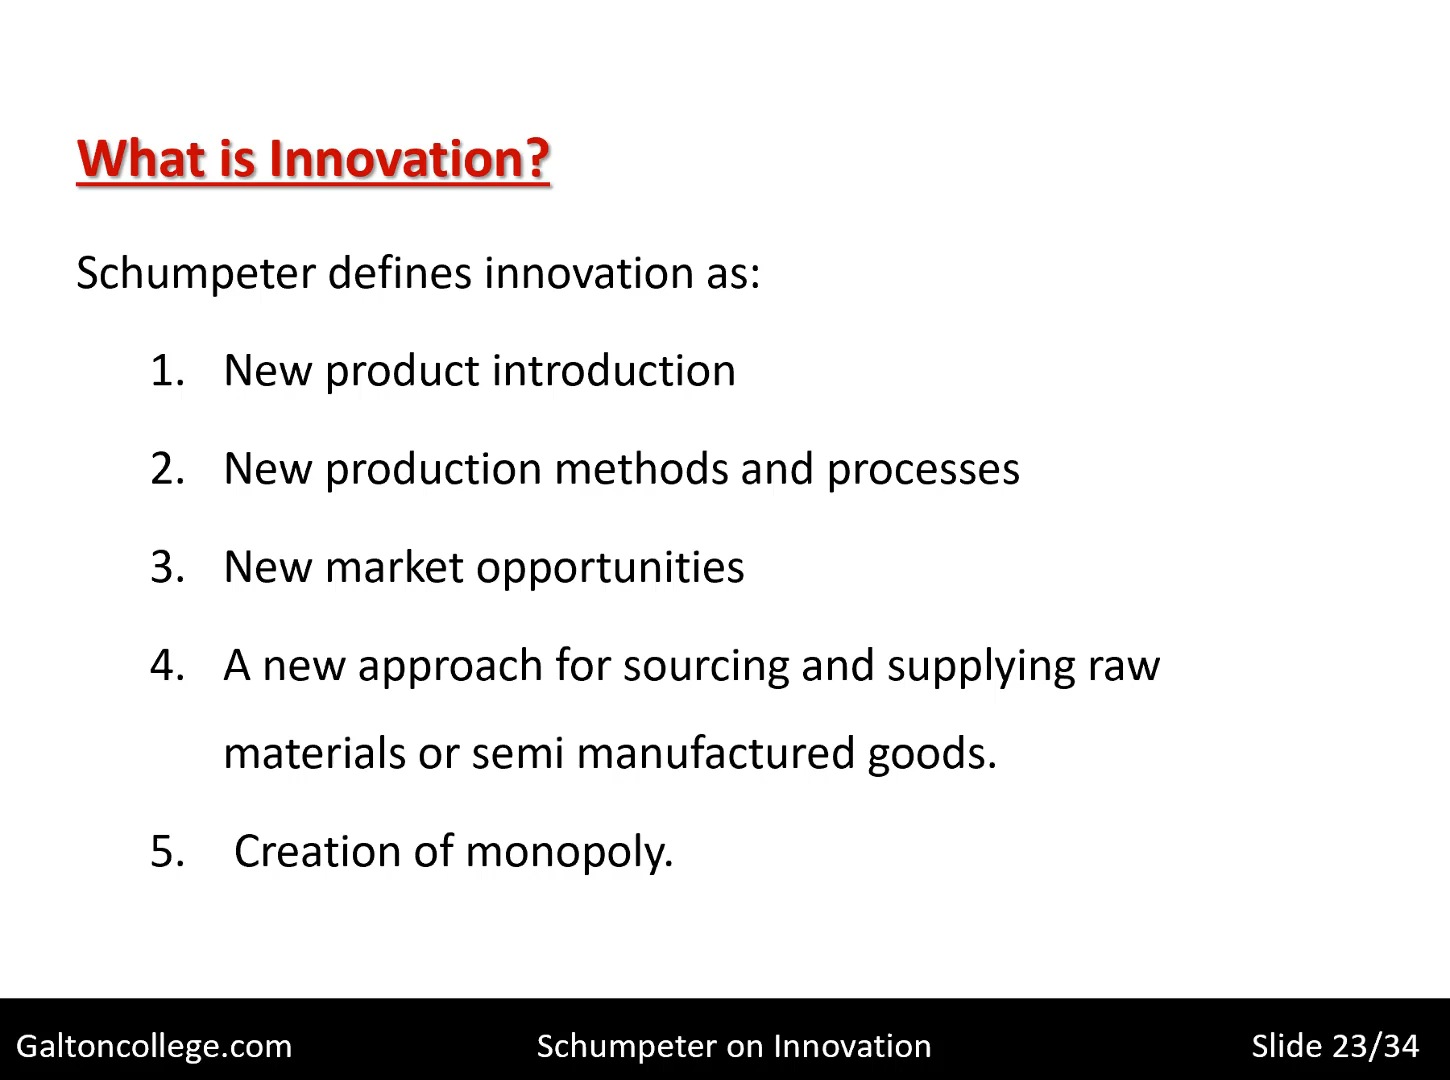 What is Innovation?
Schumpeter defines innovation as:
1. New product introduction
2. New production methods and processes
3. New market opportunities
4. A new approach for sourcing and supplying raw
materials or semi manufactured goods.
5. Creation of monopoly.
Galtoncollege.com Schumpeter on Innovation Slide 23/34